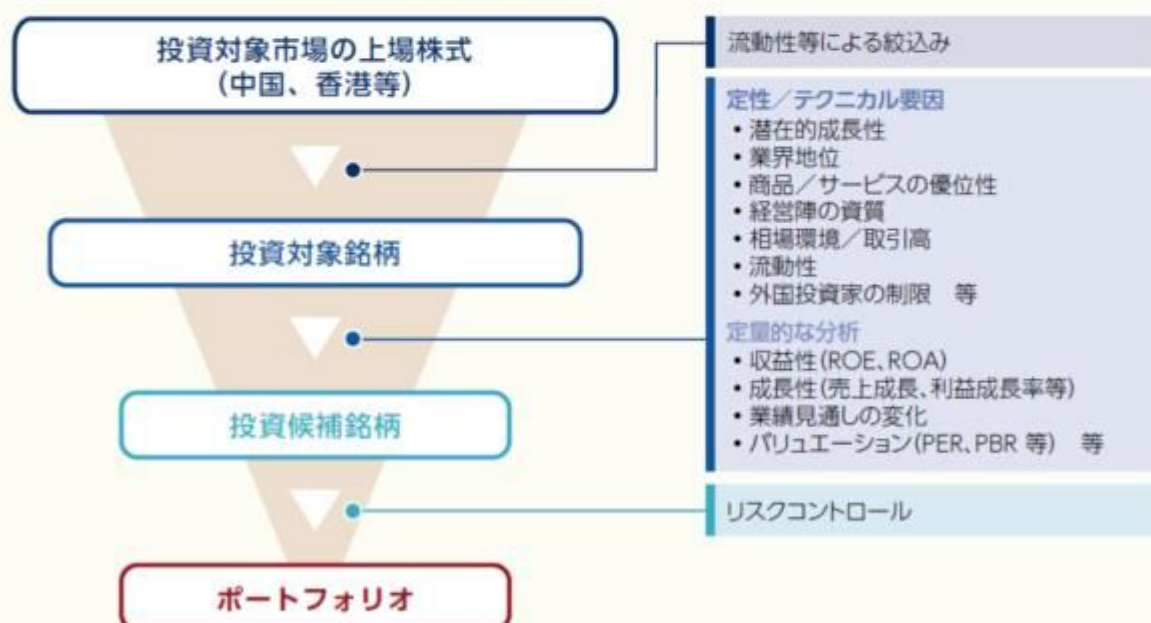 投資対象市場の上場株式
（中国、香港等）
流動性等による絞込み
投資対象銘柄
定性／テクニカル要因
• 潜在的成長性
• 業界地位
• 商品／サービスの優位性
• 経営陣の資質
• 相場環境／取引高
• 流動性
• 外国投資家の制限　等
定量的な分析
• 収益性（ROE、ROA）
• 成長性（売上成長、利益成長率等）
• 業績見通しの変化
• バリュエーション（PER、PBR 等）　等
投資候補銘柄
リスクコントロール
ポートフォリオ